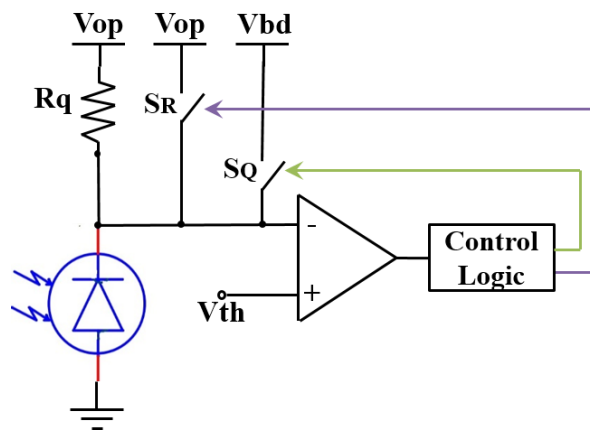 Vop Vop Vbd
Rq SR
SQ
-
Control
Logic
+
Vth